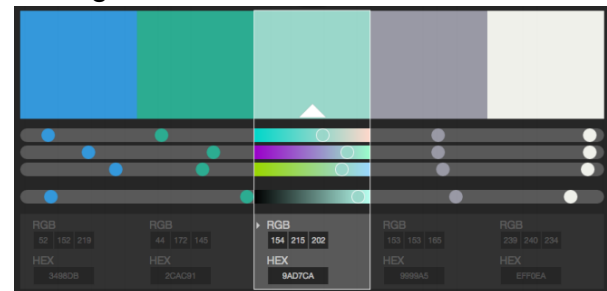 RGB RGB RGB RGB RGB
52 152 219 44 172 145 154 215 202 153 153 165 239 240 234
HEX HEX HEX HEX HEX
3498DB 2CAC91 9AD7CA 9999A5 EFF0EA